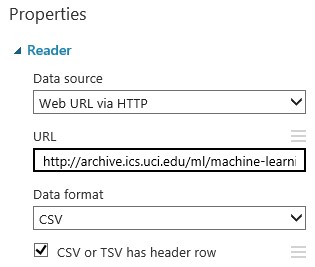 Properties
Reader
Data source
Web URL via HTTP
URL
http://archive.ics.uci.edu/ml/machine-learni
Data format
CSV
CSV or TSV has header row